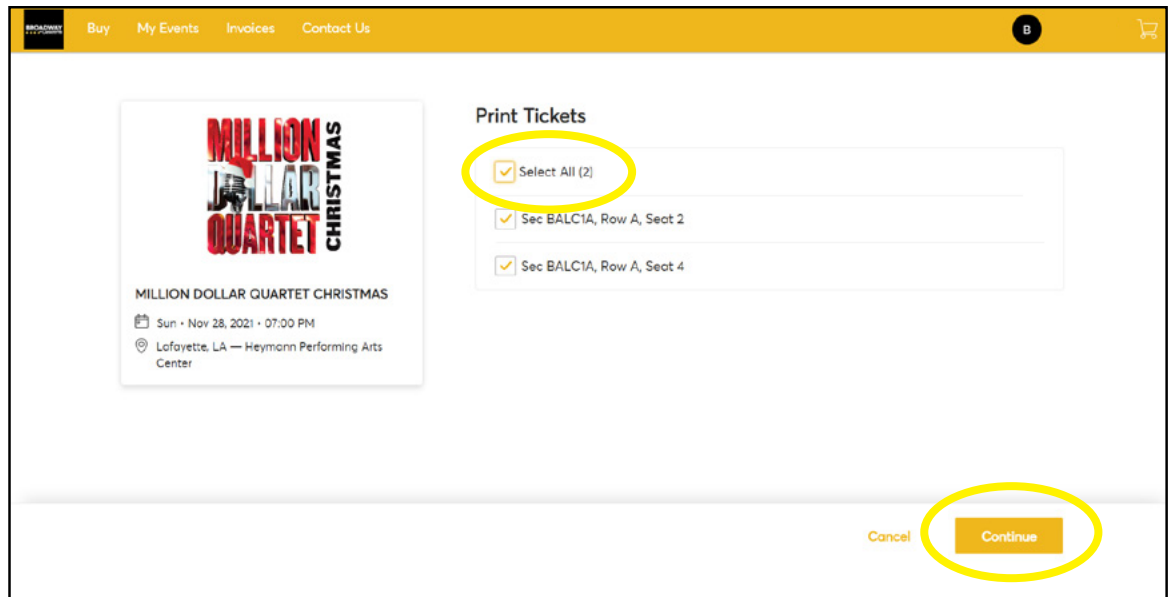 BROADWAY
Buy My Events Invoices Contact Us
B
MILLION
DOLLAR
QUARTET
CHRISTMAS
MILLION DOLLAR QUARTET CHRISTMAS
Sun • Nov 28, 2021 • 07:00 PM
Lafayette, LA — Heymann Performing Arts
Center
Print Tickets
Select All (2)
Sec BALC1A, Row A, Seat 2
Sec BALC1A, Row A, Seat 4
Cancel
Continue